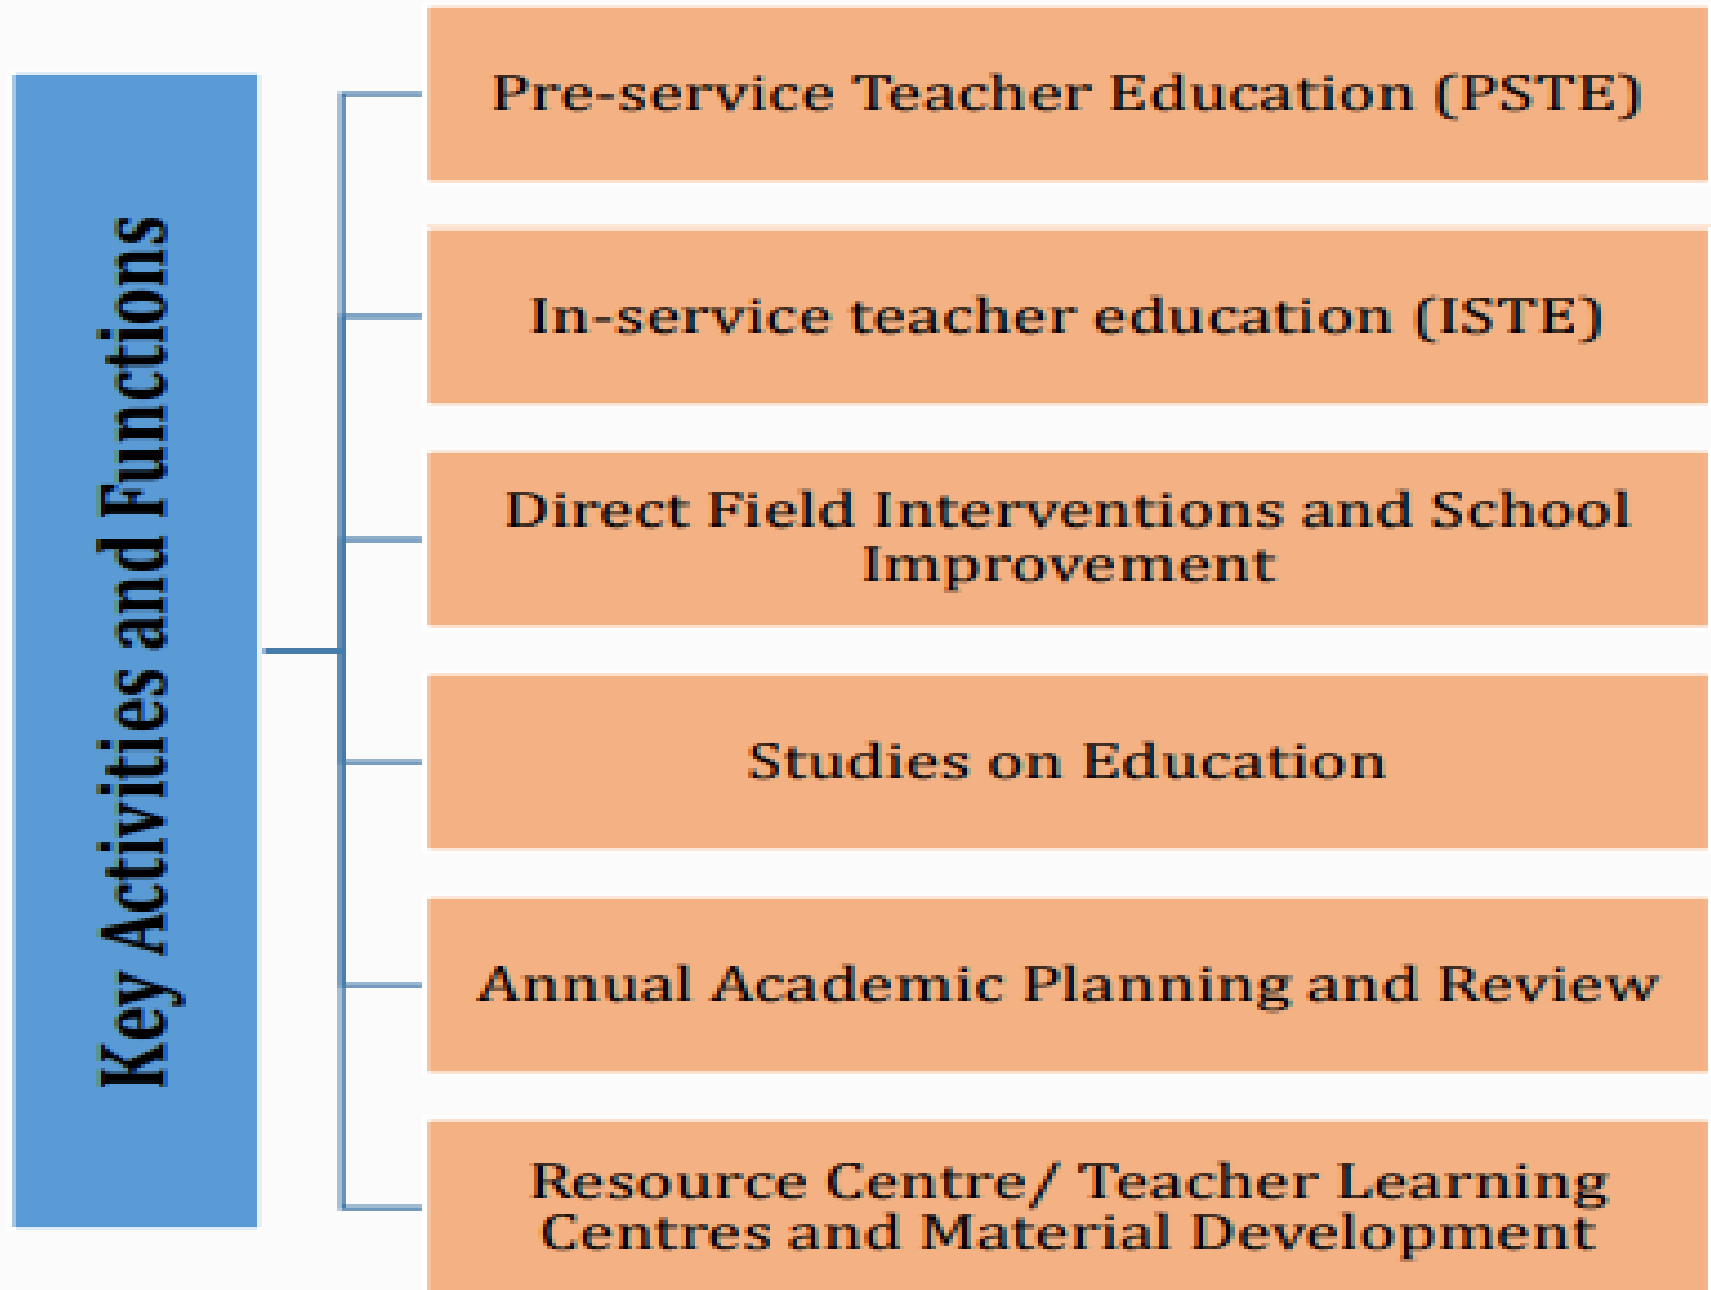 Key Activities and Functions
Pre-service Teacher Education (PSTE)
In-service teacher education (ISTE)
Direct Field Interventions and School
Improvement
Studies on Education
Annual Academic Planning and Review
Resource Centre/ Teacher Learning
Centres and Material Development